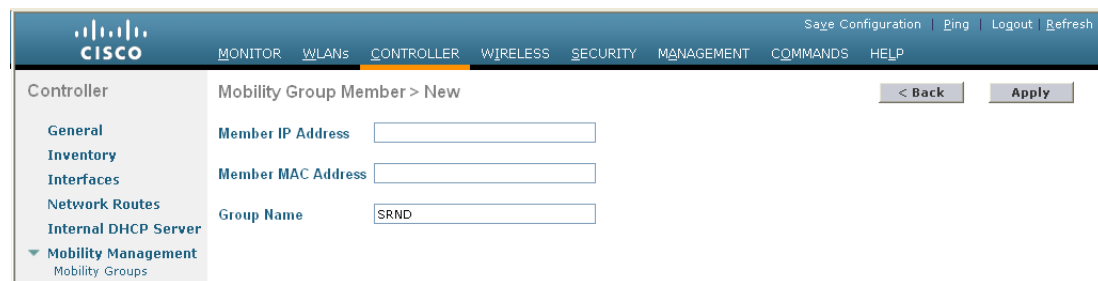 Save Configuration | Ping | Logout | Refresh
CISCO
MONITOR WLANs CONTROLLER WIRELESS SECURITY MANAGEMENT COMMANDS HELP
Controller
Mobility Group Member > New
< Back
Apply
General
Inventory
Interfaces
Network Routes
Internal DHCP Server
Mobility Management
Mobility Groups
Member IP Address
Member MAC Address
Group Name SRND